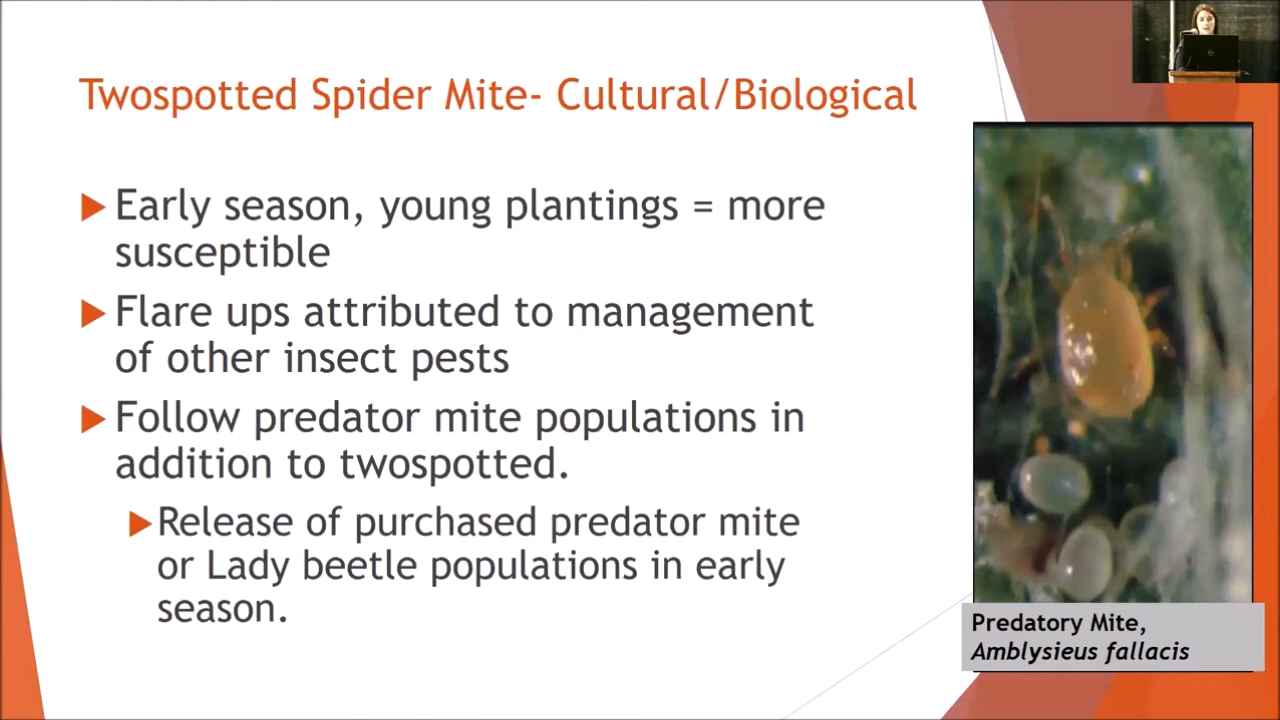 Twospotted Spider Mite- Cultural/Biological
Early season, young plantings = more
susceptible
Flare ups attributed to management
of other insect pests
Follow predator mite populations in
addition to twospotted.
Release of purchased predator mite
or Lady beetle populations in early
season.
Predatory Mite,
Amblysieus fallacis